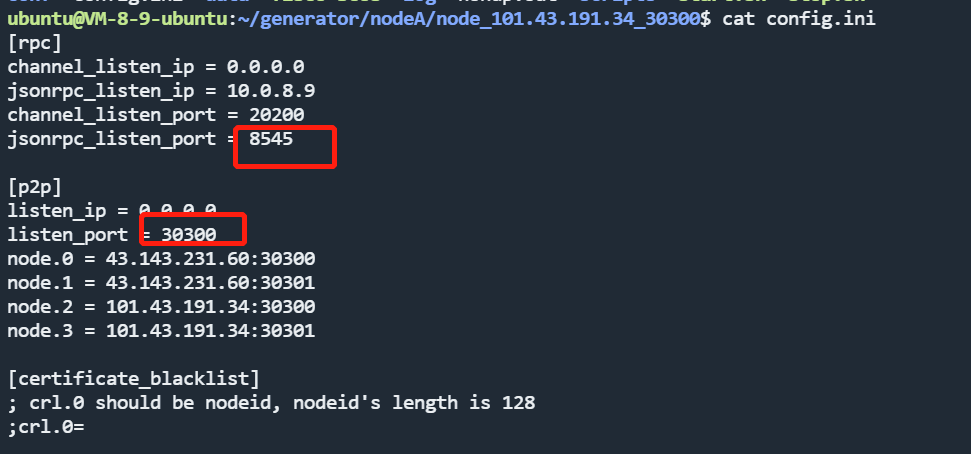 ubuntu@VM-8-9-ubuntu:~/generator/nodeA/node_101.43.191.34_30300$ cat config.ini
[rpc]
channel_listen_ip = 0.0.0.0
jsonrpc_listen_ip = 10.0.8.9
channel_listen_port = 20200
jsonrpc_listen_port = 8545
[p2p]
listen_ip = 0.0.0.0
listen_port = 30300
node.0 = 43.143.231.60:30300
node.1 = 43.143.231.60:30301
node.2 = 101.43.191.34:30300
node.3 = 101.43.191.34:30301
[certificate_blacklist]
; crl.0 should be nodeid, nodeid's length is 128
;crl.0=